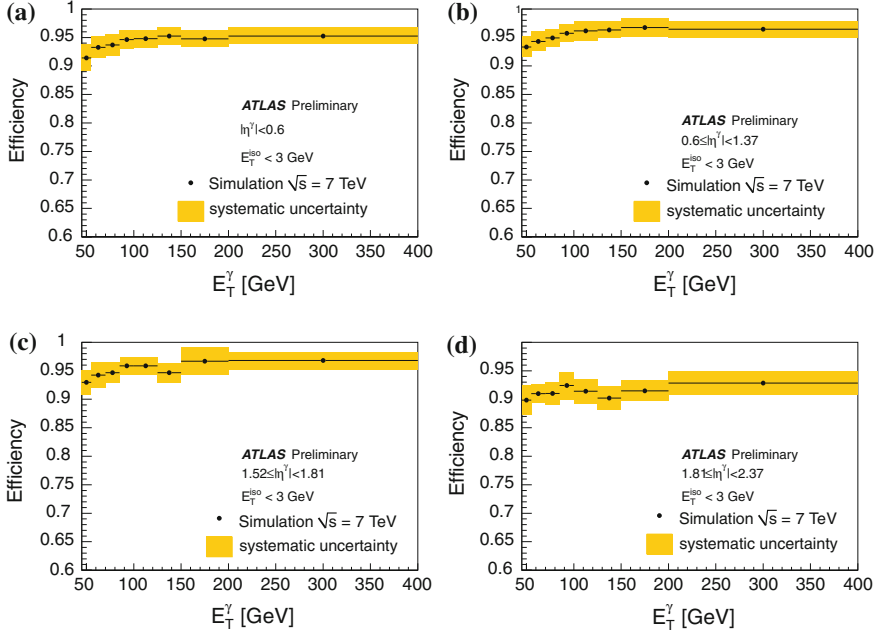 (a)
1
0.95
0.9
0.85
0.8
0.75
0.7
0.65
0.6
Efficiency
ATLAS Preliminary
|η^γ|<0.6
E_T^iso < 3 GeV
Simulation √s = 7 TeV
systematic uncertainty
50 100 150 200 250 300 350 400
E_T^γ [GeV]
(b)
1
0.95
0.9
0.85
0.8
0.75
0.7
0.65
0.6
Efficiency
ATLAS Preliminary
0.6≤|η^γ|<1.37
E_T^iso < 3 GeV
Simulation √s = 7 TeV
systematic uncertainty
50 100 150 200 250 300 350 400
E_T^γ [GeV]
(c)
1
0.95
0.9
0.85
0.8
0.75
0.7
0.65
0.6
Efficiency
ATLAS Preliminary
1.52≤|η^γ|<1.81
E_T^iso < 3 GeV
Simulation √s = 7 TeV
systematic uncertainty
50 100 150 200 250 300 350 400
E_T^γ [GeV]
(d)
1
0.95
0.9
0.85
0.8
0.75
0.7
0.65
0.6
Efficiency
ATLAS Preliminary
1.81≤|η^γ|<2.37
E_T^iso < 3 GeV
Simulation √s = 7 TeV
systematic uncertainty
50 100 150 200 250 300 350 400
E_T^γ [GeV]